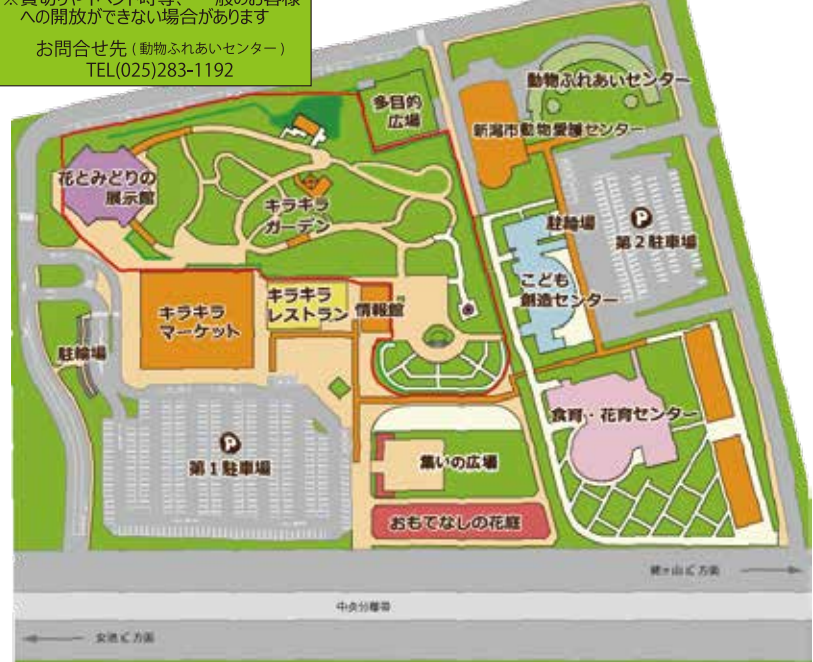 への開放ができない場合があります
お問合せ先 ( 動物ふれあいセンター )
TEL(025)283-1192
多目的
広場
動物ふれあいセンター
新潟市動物愛護センター
花とみどりの
展示館
キラキラ
ガーデン
駐輪場
P
第2駐車場
こども
創造センター
キラキラ
マーケット
キラキラ
レストラン
情報館
駐輪場
食育・花育センター
P
第1駐車場
集いの広場
おもてなしの花庭
中央分離帯
女池IC方面